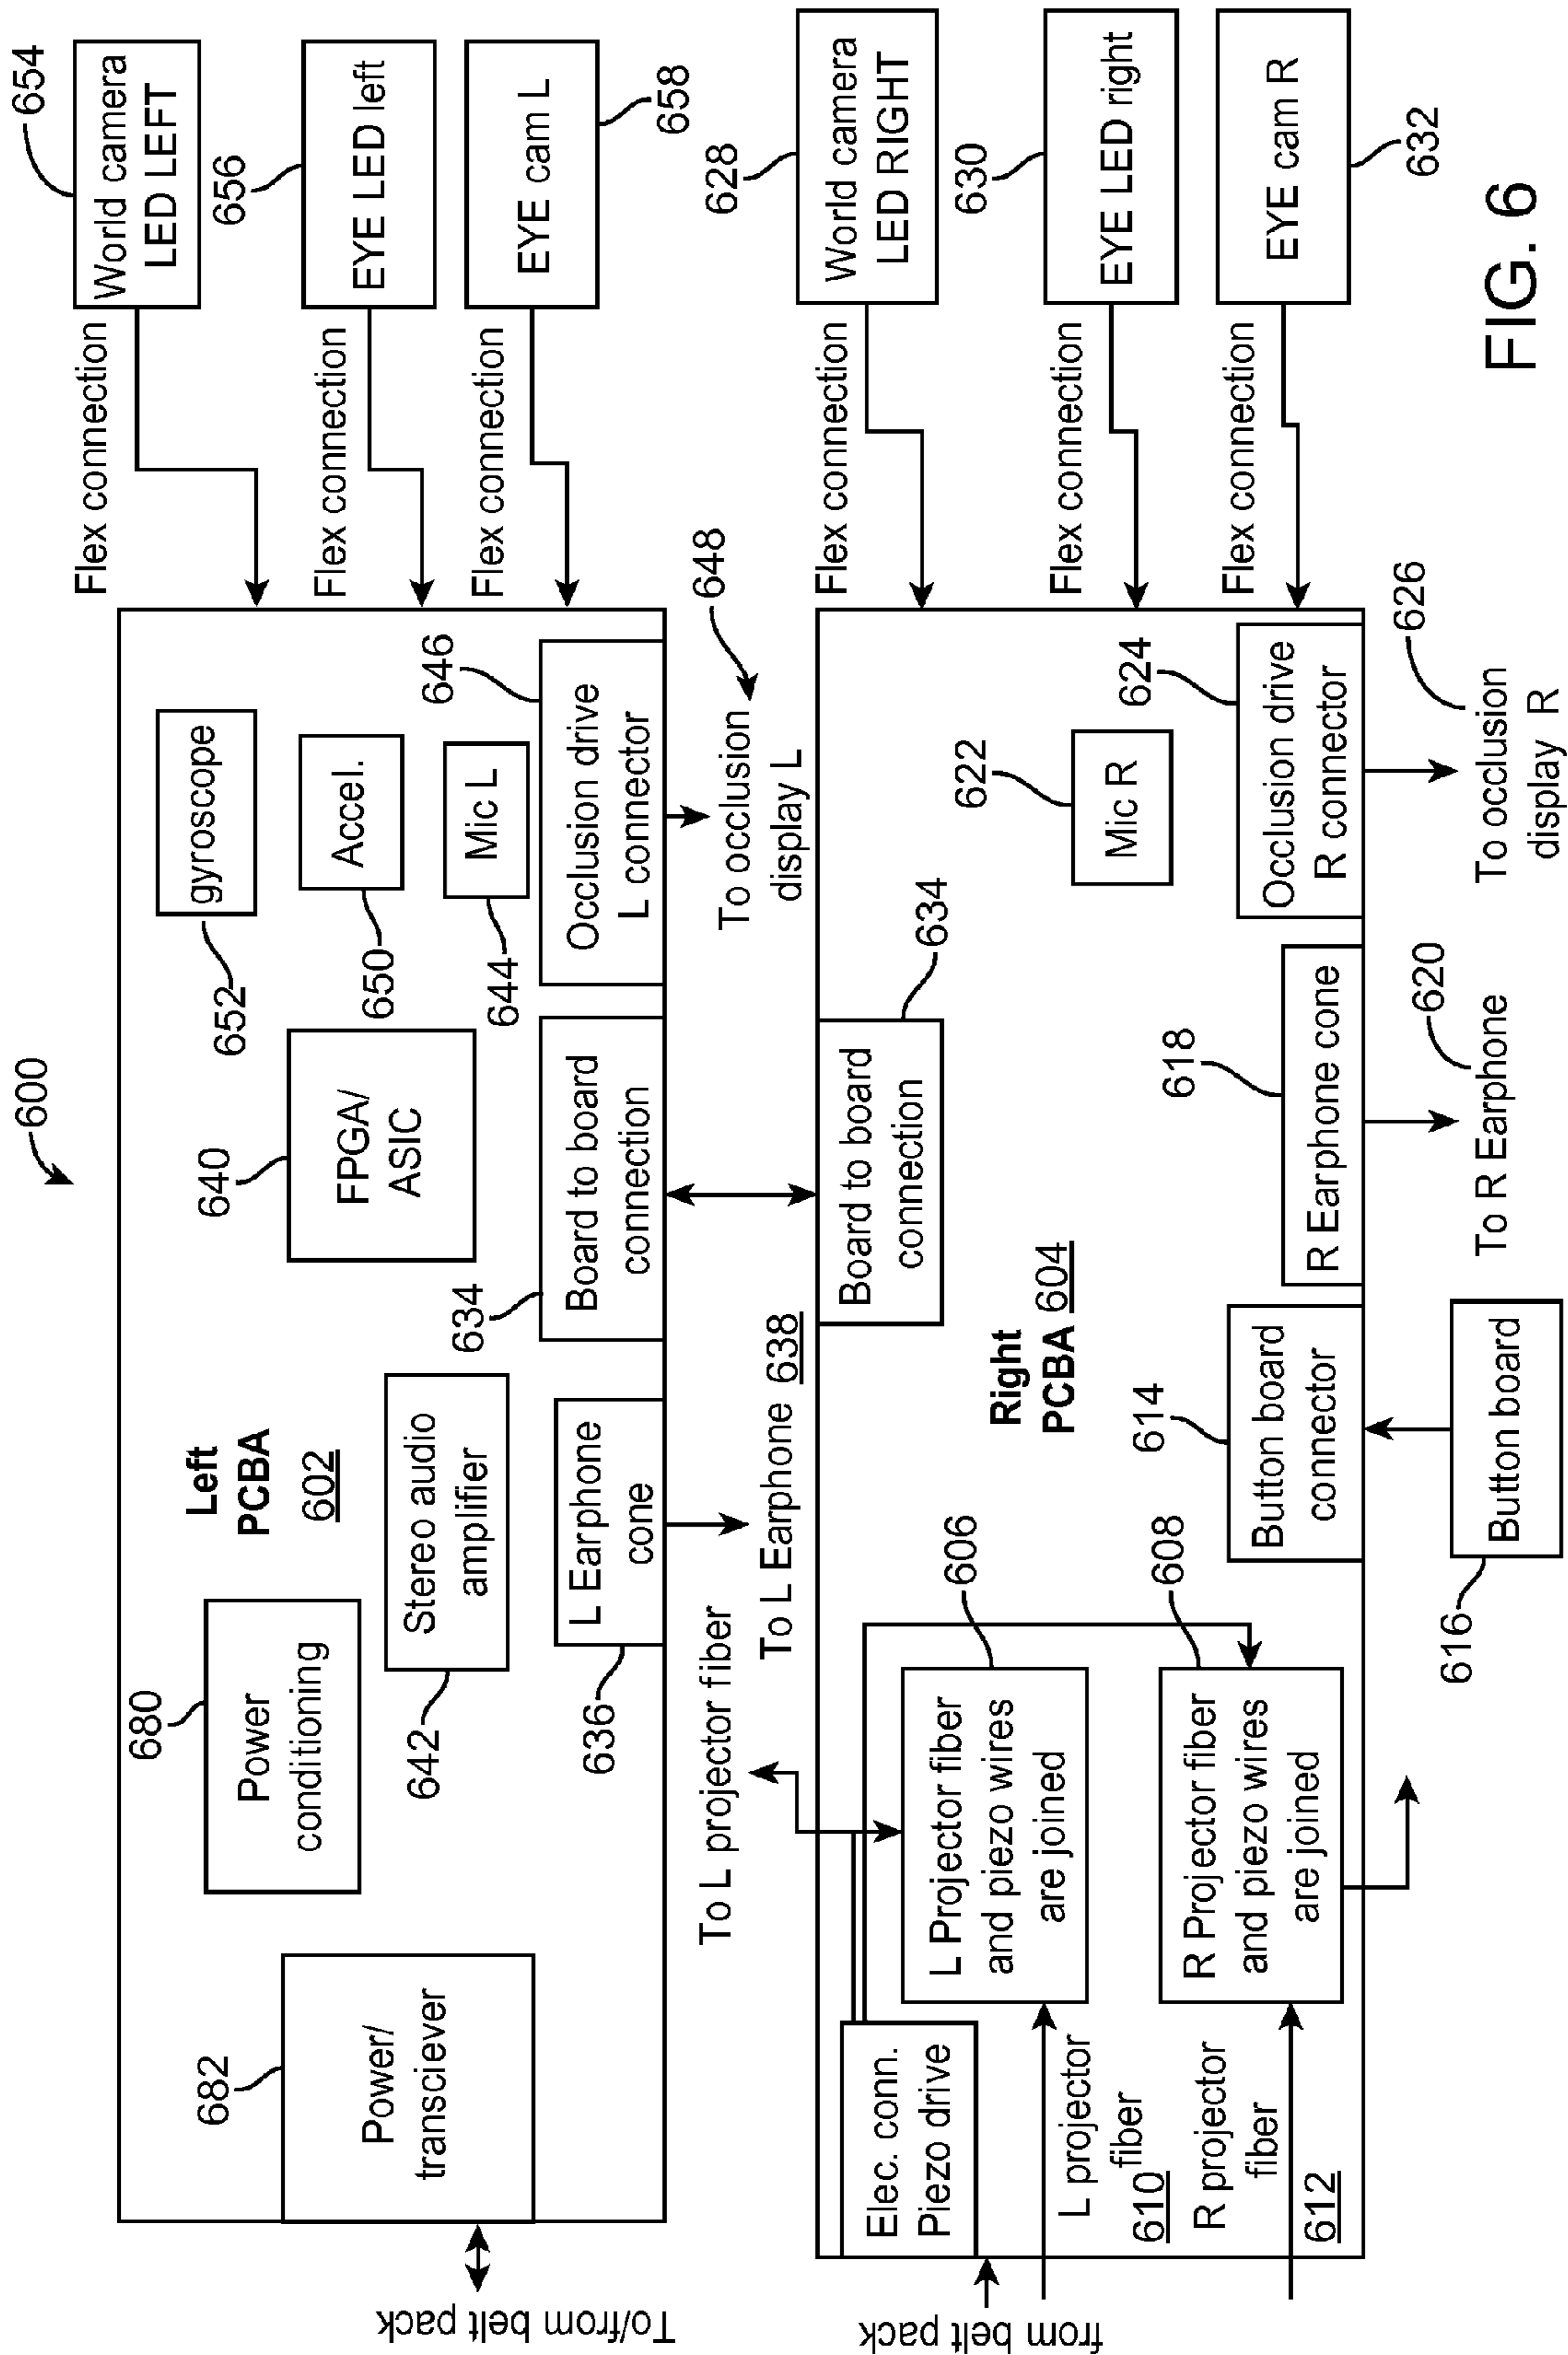 600
Left
PCBA
602
682
Power/
transciever
To/from belt pack
680
Power
conditioning
642
Stereo audio
amplifier
636
L Earphone
cone
To L Earphone 638
640
FPGA/
ASIC
634
Board to board
connection
652
gyroscope
650
Accel.
644
Mic L
646
Occlusion drive
L connector
648
To occlusion
display L
Flex connection
World camera
LED LEFT
654
Flex connection
EYE LED left
656
Flex connection
EYE cam L
658
To L projector fiber
Right
PCBA 604
from belt pack
Elec. conn.
Piezo drive
L projector
fiber
610
R projector
fiber
612
606
L Projector fiber
and piezo wires
are joined
608
R Projector fiber
and piezo wires
are joined
634
Board to board
connection
614
Button board
connector
616
Button board
618
R Earphone cone
620
To R Earphone
622
Mic R
624
Occlusion drive
R connector
626
To occlusion
display R
Flex connection
World camera
LED RIGHT
628
Flex connection
EYE LED right
630
Flex connection
EYE cam R
632
FIG. 6